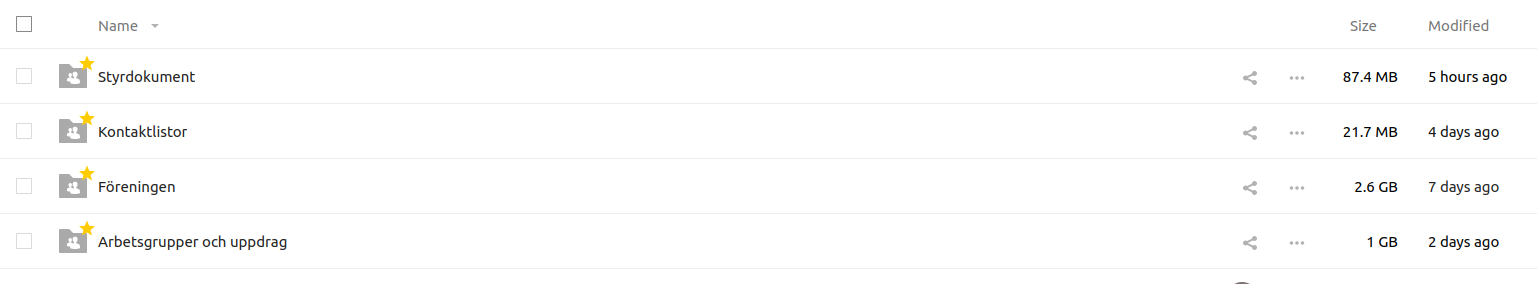 Name Size Modified
Styrdokument 87.4 MB 5 hours ago
Kontaktlistor 21.7 MB 4 days ago
Föreningen 2.6 GB 7 days ago
Arbetsgrupper och uppdrag 1 GB 2 days ago